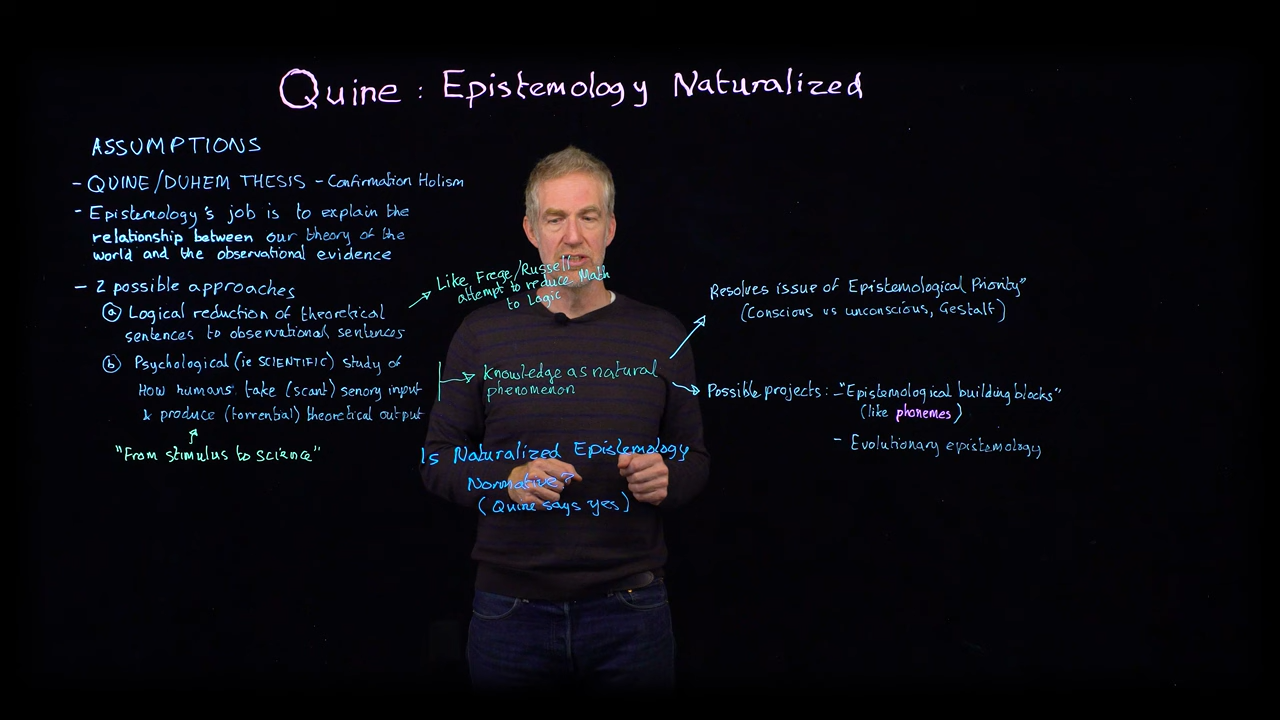 Quine : Epistemology Naturalized
ASSUMPTIONS
- QUINE/DUHEM THESIS - Confirmation Holism
- Epistemology's job is to explain the
relationship between our theory of the
world and the observational evidence
- 2 possible approaches
(a) Logical reduction of theoretical
sentences to observational sentences
(b) Psychological (ie SCIENTIFIC) study of
How humans take (scant) senory input
& produce (torrential) theoretical output
"From stimulus to science"
Like Frege/Russell
attempt to reduce Math
to Logic
Knowledge as natural
phenomenon
Is Naturalized Epistemology
Normative?
(Quine says yes)
Resolves issue of Epistemological Priority"
(Conscious vs unconscious, Gestalt)
Possible projects: - "Epistemological building blocks"
(like phonemes)
- Evolutionary epistemology